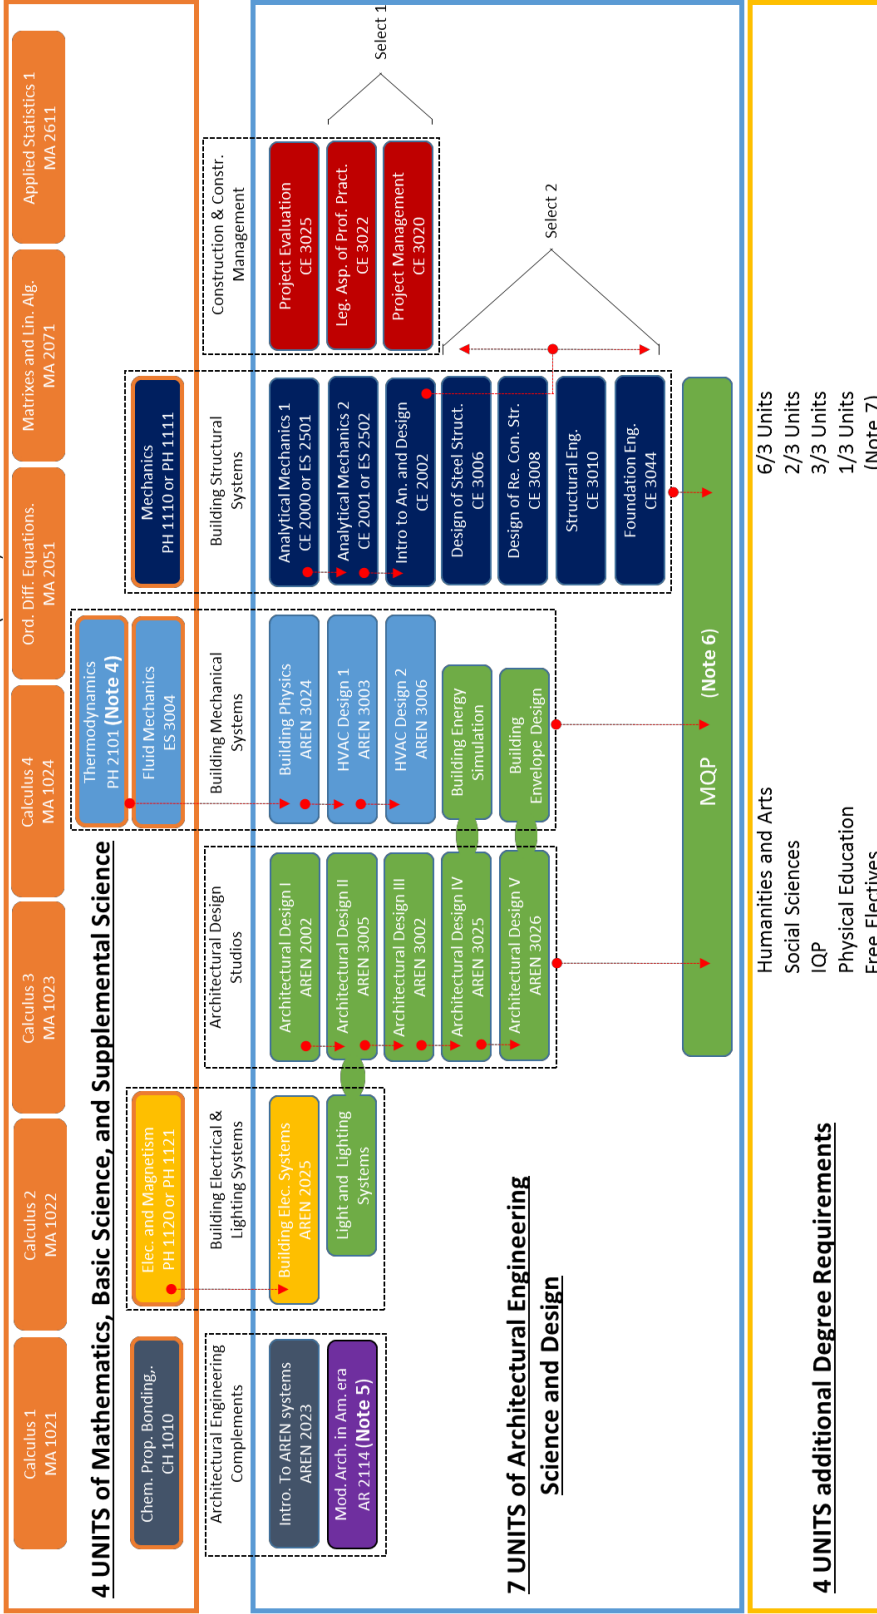 Calculus 1
MA 1021
Calculus 2
MA 1022
Calculus 3
MA 1023
Calculus 4
MA 1024
Ord. Diff. Equations.
MA 2051
Matrixes and Lin. Alg.
MA 2071
Applied Statistics 1
MA 2611
4 UNITS of Mathematics, Basic Science, and Supplemental Science
Chem. Prop. Bonding,.
CH 1010
Elec. and Magnetism
PH 1120 or PH 1121
Thermodynamics
PH 2101 (Note 4)
Fluid Mechanics
ES 3004
Mechanics
PH 1110 or PH 1111
Architectural Engineering
Complements
Intro. To AREN systems
AREN 2023
Mod. Arch. in Am. era
AR 2114 (Note 5)
Building Electrical &
Lighting Systems
Building Elec. Systems
AREN 2025
Light and Lighting
Systems
Architectural Design
Studios
Architectural Design I
AREN 2002
Architectural Design II
AREN 3005
Architectural Design III
AREN 3002
Architectural Design IV
AREN 3025
Architectural Design V
AREN 3026
Building Mechanical
Systems
Building Physics
AREN 3024
HVAC Design 1
AREN 3003
HVAC Design 2
AREN 3006
Building Energy
Simulation
Building
Envelope Design
Building Structural
Systems
Analytical Mechanics 1
CE 2000 or ES 2501
Analytical Mechanics 2
CE 2001 or ES 2502
Intro to An. and Design
CE 2002
Design of Steel Struct.
CE 3006
Design of Re. Con. Str.
CE 3008
Structural Eng.
CE 3010
Foundation Eng.
CE 3044
Construction & Constr.
Management
Project Evaluation
CE 3025
Leg. Asp. of Prof. Pract.
CE 3022
Project Management
CE 3020
Select 1
Select 2
7 UNITS of Architectural Engineering
Science and Design
MQP (Note 6)
4 UNITS additional Degree Requirements
Humanities and Arts 6/3 Units
Social Sciences 2/3 Units
IQP 3/3 Units
Physical Education 1/3 Units
Free Electives (Note 7)